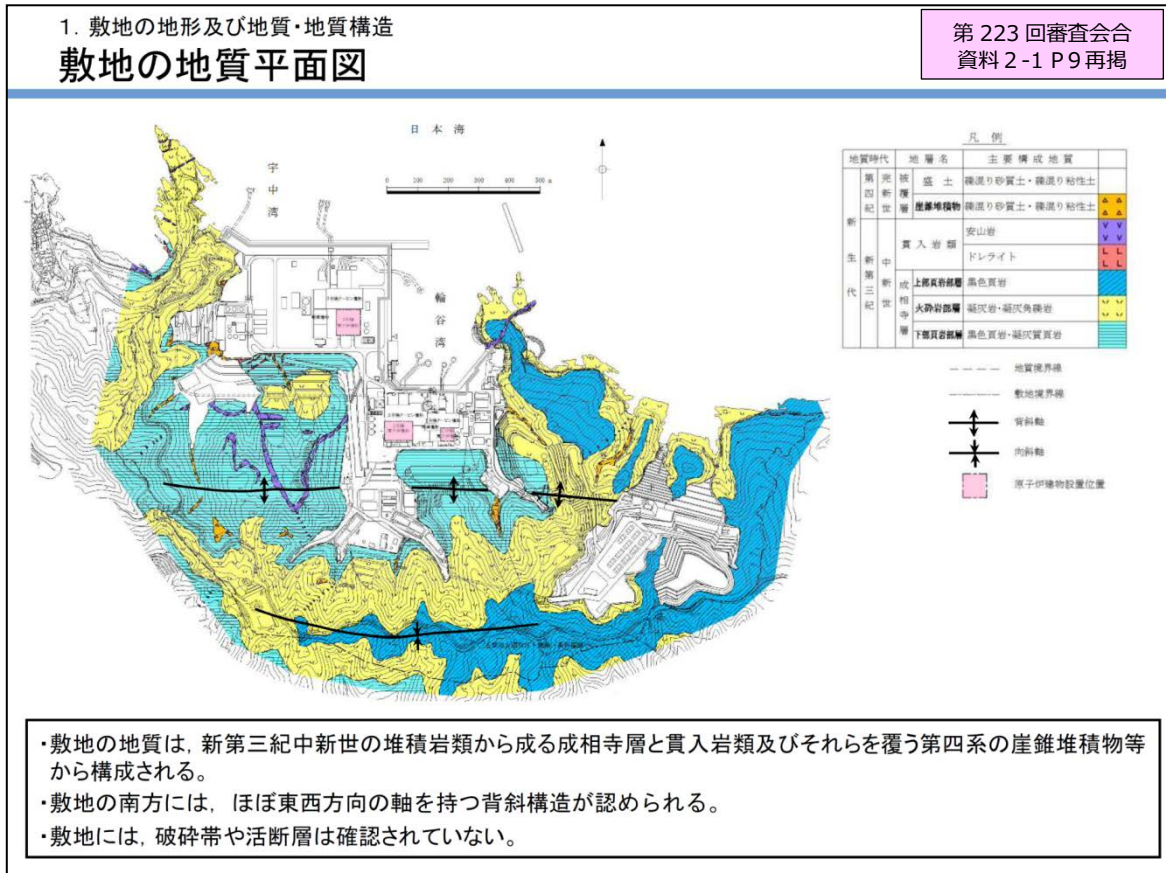 1. 敷地の地形及び地質・地質構造
敷地の地質平面図
第 223 回審査会合
資料 2-1 P 9 再掲
日本海
宇中湾
輪谷湾
0 100 200 300 400 500 m
凡例
地質時代 地層名 主要構成地質
新生代
第四紀 完新世 被覆層
盛土 礫混り砂質土・礫混り粘性土
崖錐堆積物 礫混り砂質土・礫混り粘性土
新第三紀 中新世
貫入岩類 安山岩
ドレライト
成相寺層
上部頁岩部層 黒色頁岩
火砕岩部層 凝灰岩・凝灰角礫岩
下部頁岩部層 黒色頁岩・凝灰質頁岩
地質境界線
敷地境界線
背斜軸
向斜軸
原子炉建物設置位置
・敷地の地質は,新第三紀中新世の堆積岩類から成る成相寺層と貫入岩類及びそれらを覆う第四系の崖錐堆積物等
から構成される。
・敷地の南方には, ほぼ東西方向の軸を持つ背斜構造が認められる。
・敷地には,破砕帯や活断層は確認されていない。